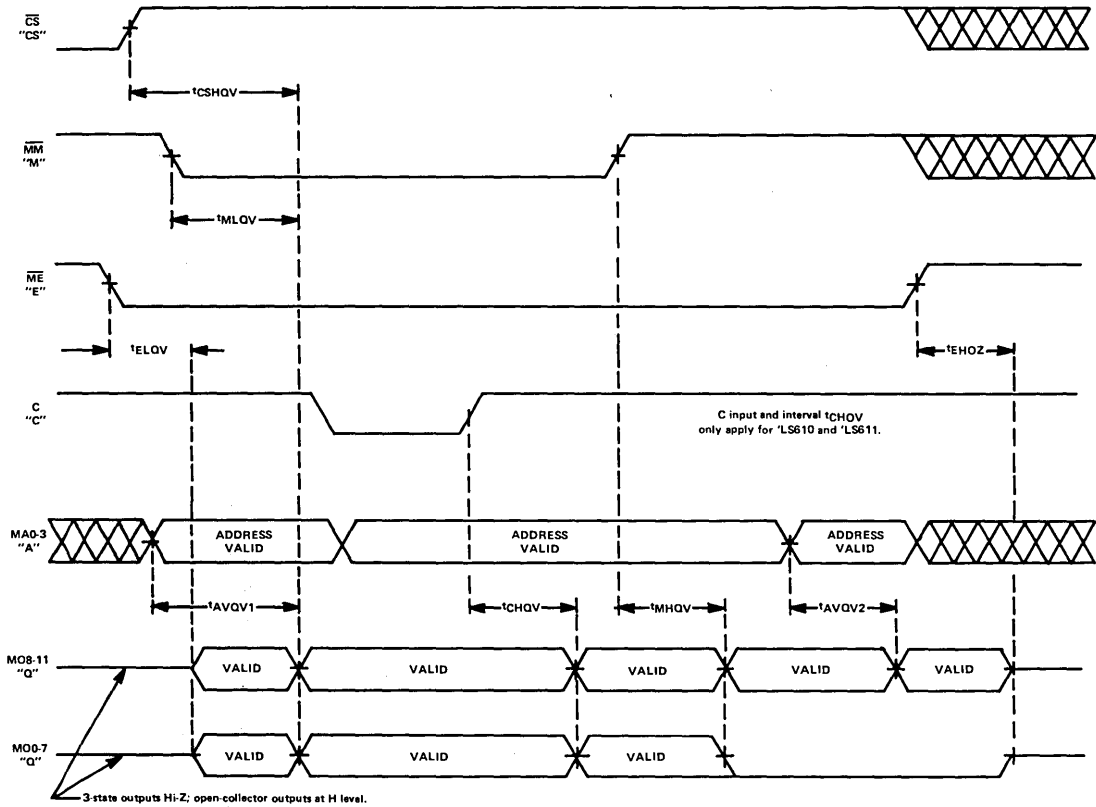 CS
"CS"
tCSHQV
MM
"M"
tMLQV
ME
"E"
tELQV
tEHQZ
C
"C"
C input and interval tCHQV
only apply for 'LS610 and 'LS611.
MA0-3
"A"
ADDRESS
VALID
ADDRESS
VALID
ADDRESS
VALID
tAVQV1
tCHQV
tMHQV
tAVQV2
MO8-11
"Q"
VALID
VALID
VALID
VALID
VALID
MO0-7
"Q"
VALID
VALID
VALID
3-state outputs Hi-Z; open-collector outputs at H level.